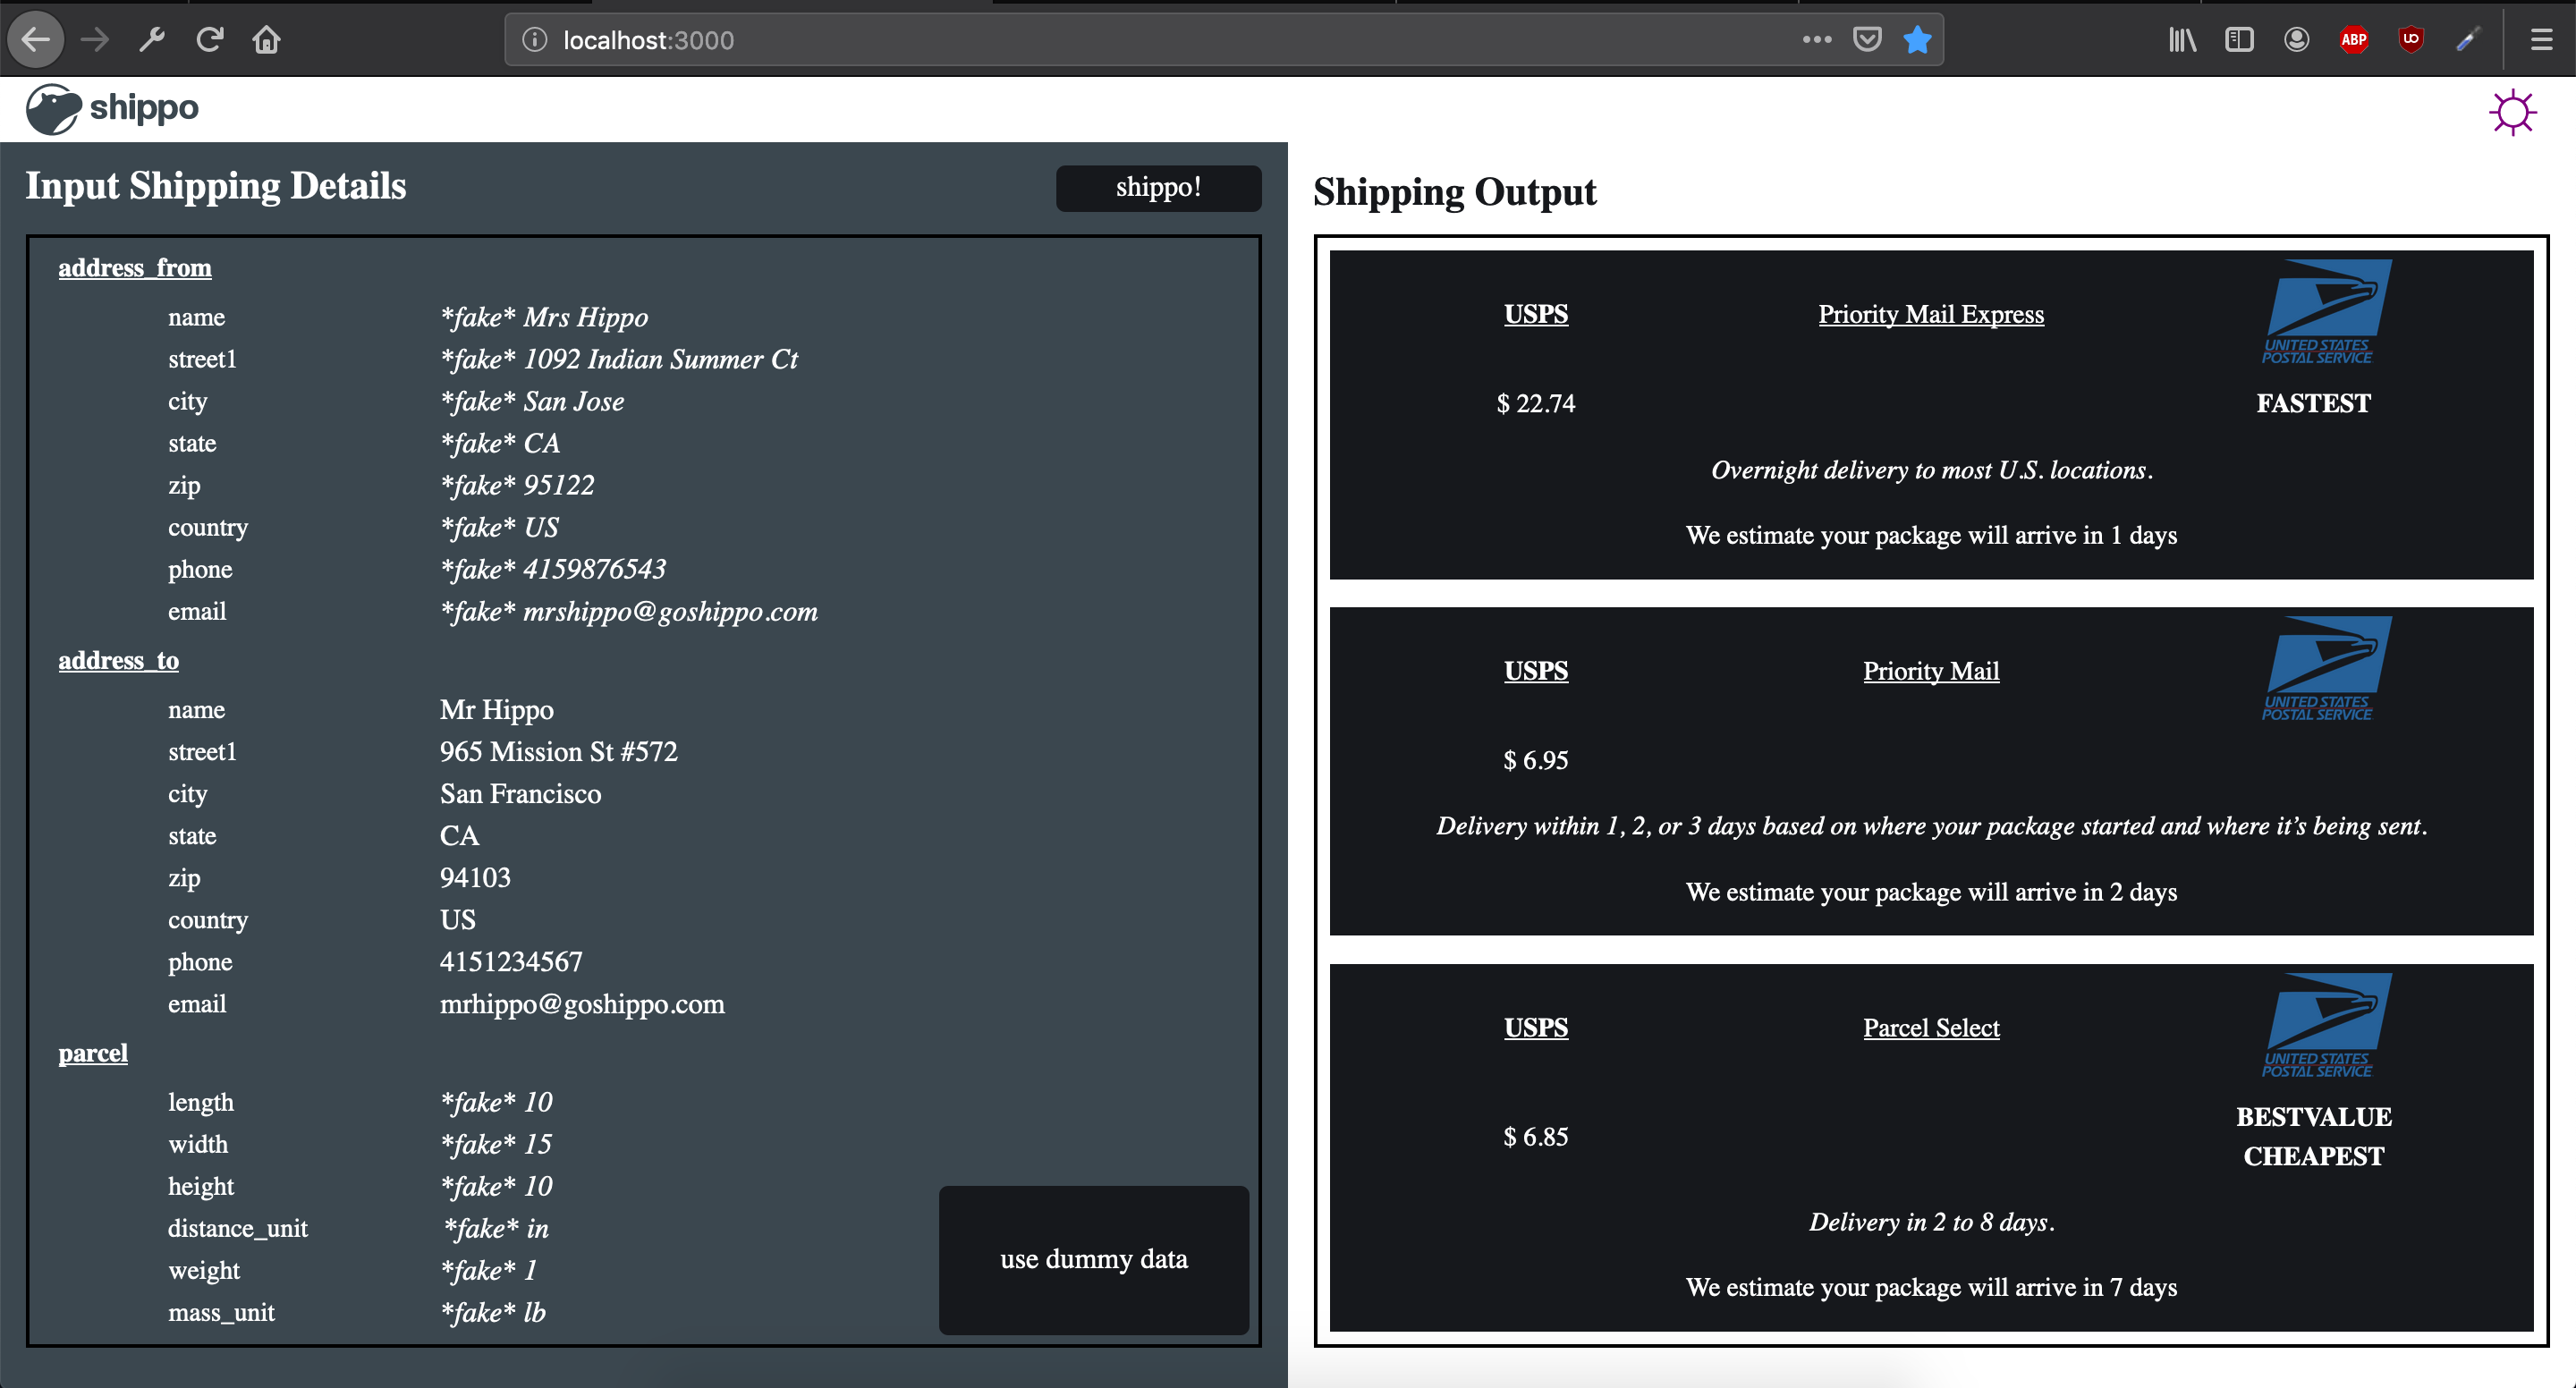 localhost:3000
ABP
UO
shippo
Input Shipping Details
shippo!
address_from
name *fake* Mrs Hippo
street1 *fake* 1092 Indian Summer Ct
city *fake* San Jose
state *fake* CA
zip *fake* 95122
country *fake* US
phone *fake* 4159876543
email *fake* mrshippo@goshippo.com
address_to
name Mr Hippo
street1 965 Mission St #572
city San Francisco
state CA
zip 94103
country US
phone 4151234567
email mrhippo@goshippo.com
parcel
length *fake* 10
width *fake* 15
height *fake* 10
distance_unit *fake* in
weight *fake* 1
mass_unit *fake* lb
use dummy data
Shipping Output
USPS Priority Mail Express
UNITED STATES
POSTAL SERVICE
$ 22.74 FASTEST
Overnight delivery to most U.S. locations.
We estimate your package will arrive in 1 days
USPS Priority Mail
UNITED STATES
POSTAL SERVICE
$ 6.95
Delivery within 1, 2, or 3 days based on where your package started and where it’s being sent.
We estimate your package will arrive in 2 days
USPS Parcel Select
UNITED STATES
POSTAL SERVICE
$ 6.85
BESTVALUE
CHEAPEST
Delivery in 2 to 8 days.
We estimate your package will arrive in 7 days